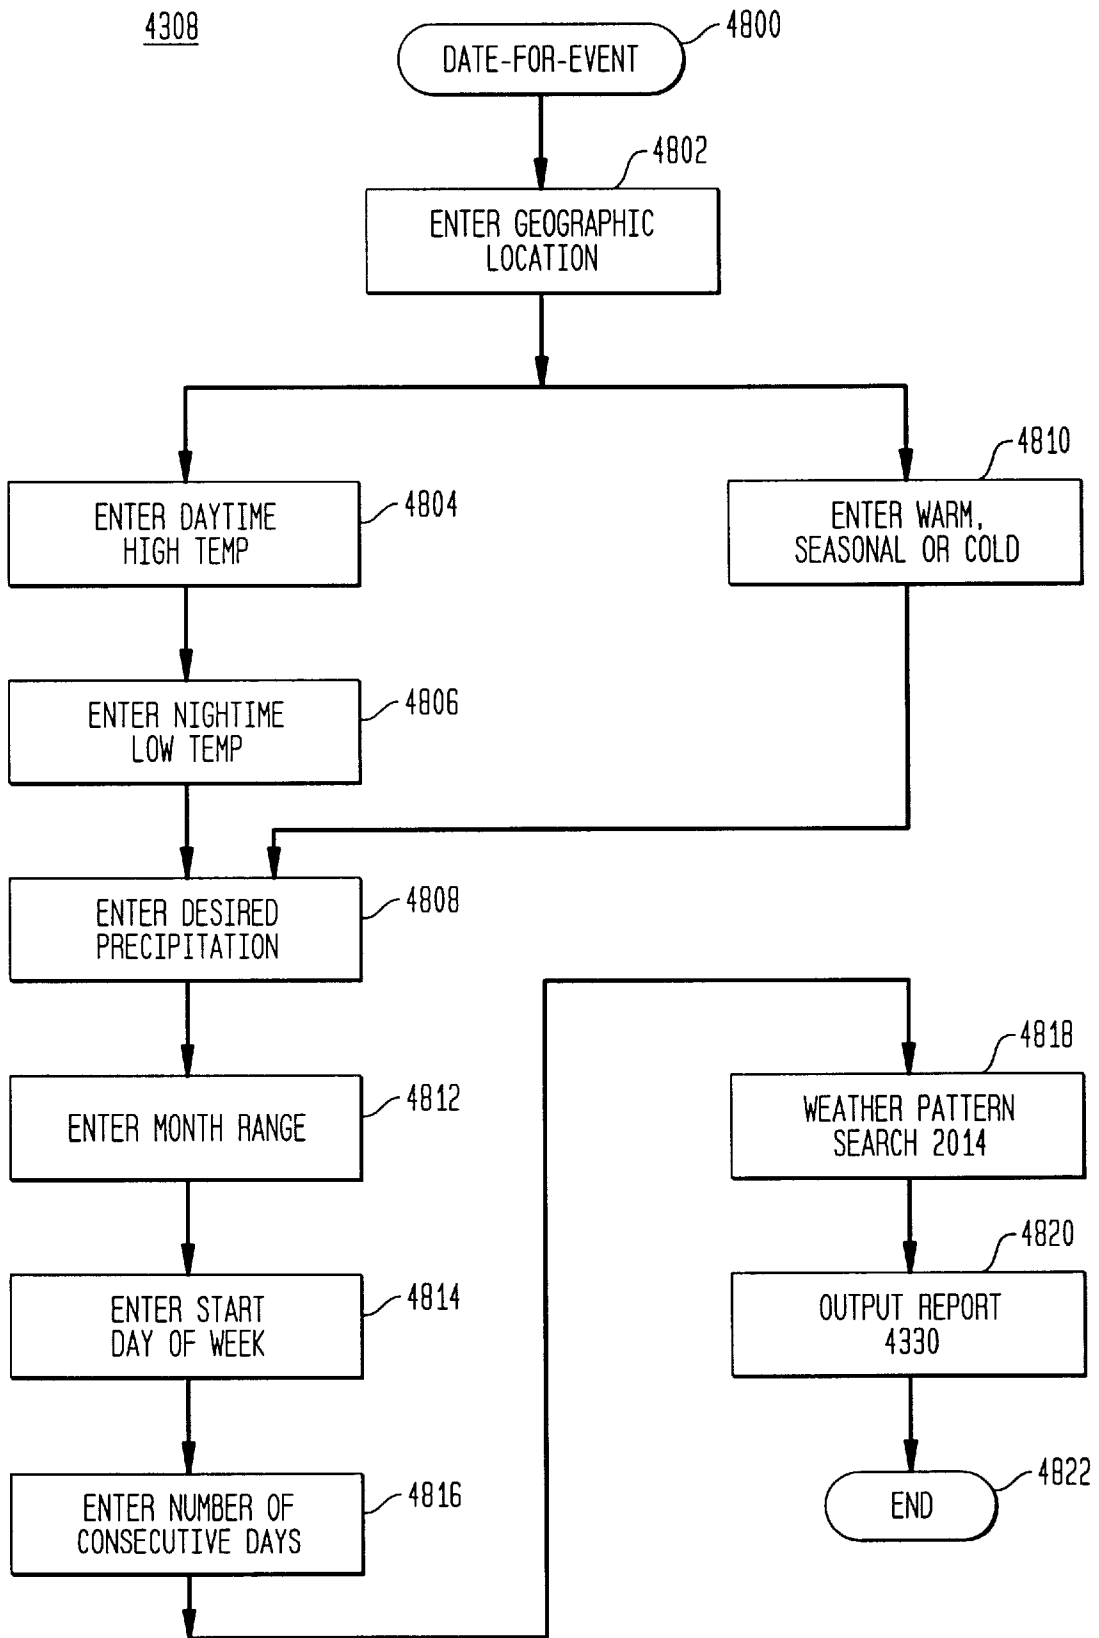 4308
4800
DATE-FOR-EVENT
4802
ENTER GEOGRAPHIC
LOCATION
4804
ENTER DAYTIME
HIGH TEMP
4810
ENTER WARM,
SEASONAL OR COLD
4806
ENTER NIGHTIME
LOW TEMP
4808
ENTER DESIRED
PRECIPITATION
4812
ENTER MONTH RANGE
4814
ENTER START
DAY OF WEEK
4816
ENTER NUMBER OF
CONSECUTIVE DAYS
4818
WEATHER PATTERN
SEARCH 2014
4820
OUTPUT REPORT
4330
4822
END